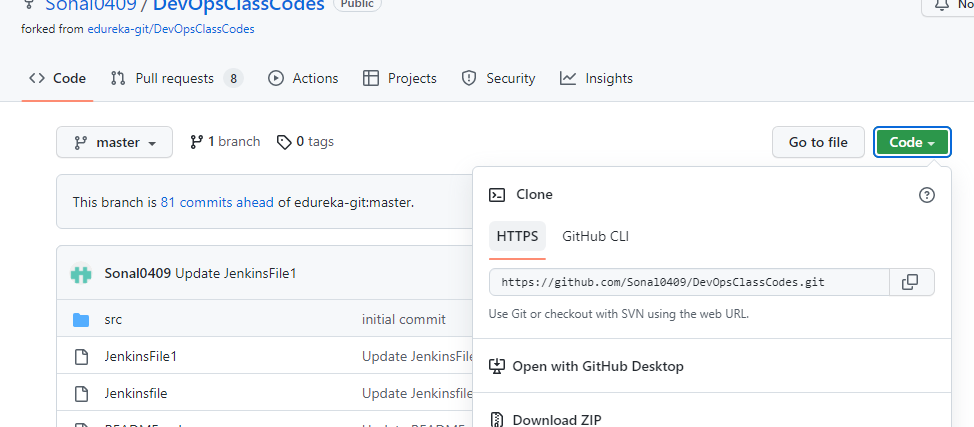 Sonal0409 / DevOpsClassCodes Public
No
forked from edureka-git/DevOpsClassCodes
Code Pull requests 8 Actions Projects Security Insights
master 1 branch 0 tags Go to file Code
This branch is 81 commits ahead of edureka-git:master.
Clone
HTTPS GitHub CLI
https://github.com/Sonal0409/DevOpsClassCodes.git
Use Git or checkout with SVN using the web URL.
Open with GitHub Desktop
Download ZIP
Sonal0409 Update JenkinsFile1
src initial commit
JenkinsFile1 Update JenkinsFile
Jenkinsfile Update Jenkinsfile